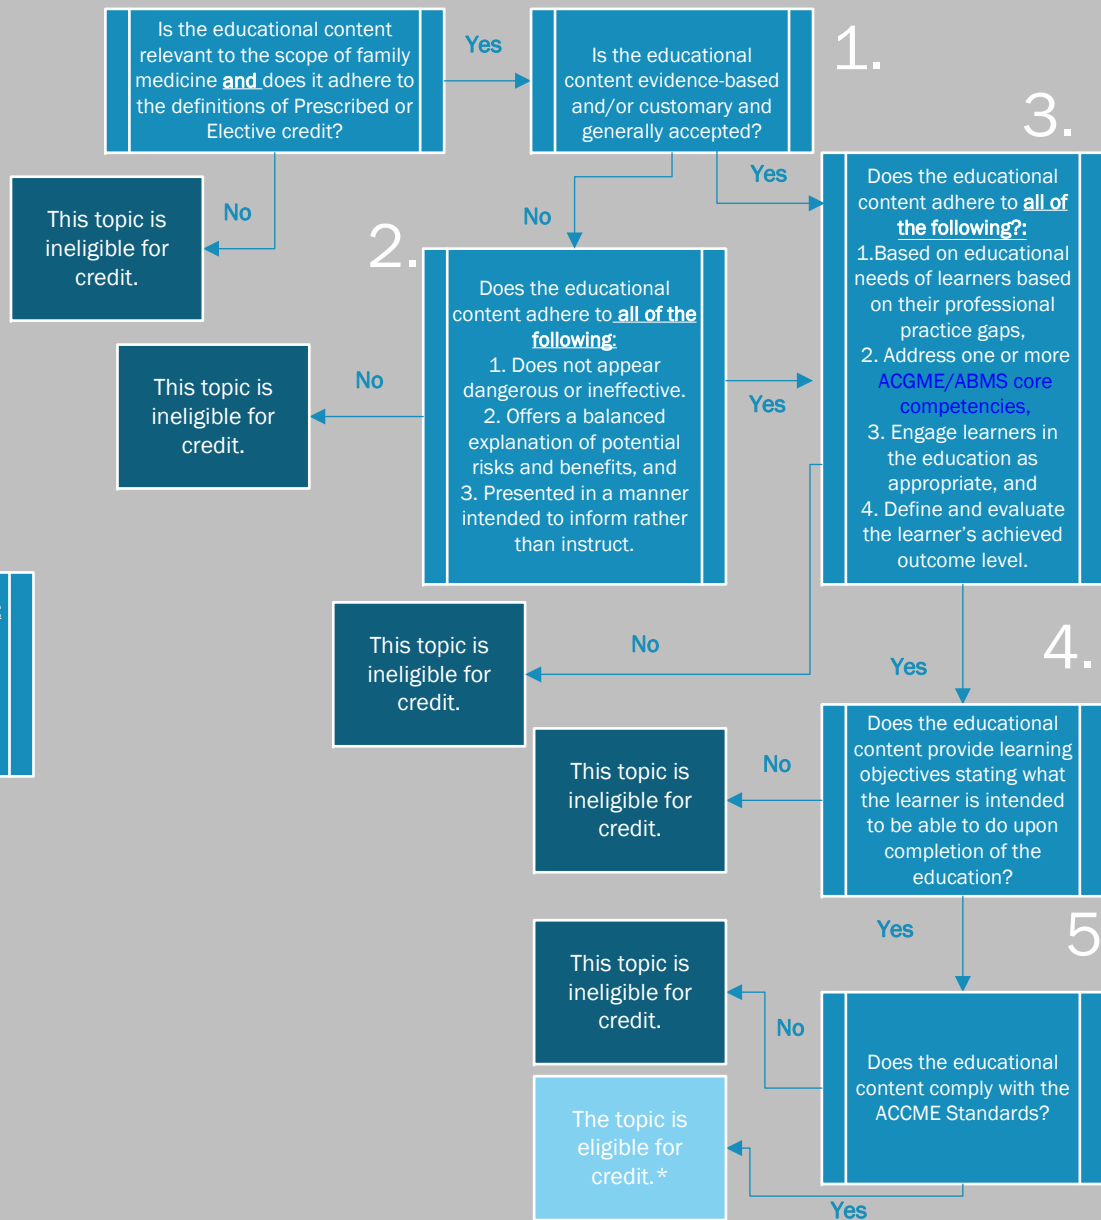 Is the educational content
relevant to the scope of family
medicine and does it adhere to
the definitions of Prescribed or
Elective credit?
Yes
Is the educational
content evidence-based
and/or customary and
generally accepted?
1.
No
This topic is
ineligible for
credit.
No
Yes
2.
Does the educational
content adhere to all of the
following:
1. Does not appear
dangerous or ineffective.
2. Offers a balanced
explanation of potential
risks and benefits, and
3. Presented in a manner
intended to inform rather
than instruct.
No
This topic is
ineligible for
credit.
Yes
3.
Does the educational
content adhere to all of
the following?:
1.Based on educational
needs of learners based
on their professional
practice gaps,
2. Address one or more
ACGME/ABMS core
competencies,
3. Engage learners in
the education as
appropriate, and
4. Define and evaluate
the learner's achieved
outcome level.
No
This topic is
ineligible for
credit.
Yes
4.
Does the educational
content provide learning
objectives stating what
the learner is intended
to be able to do upon
completion of the
education?
No
This topic is
ineligible for
credit.
Yes
5
Does the educational
content comply with the
ACCME Standards?
No
This topic is
ineligible for
credit.
Yes
The topic is
eligible for
credit.*